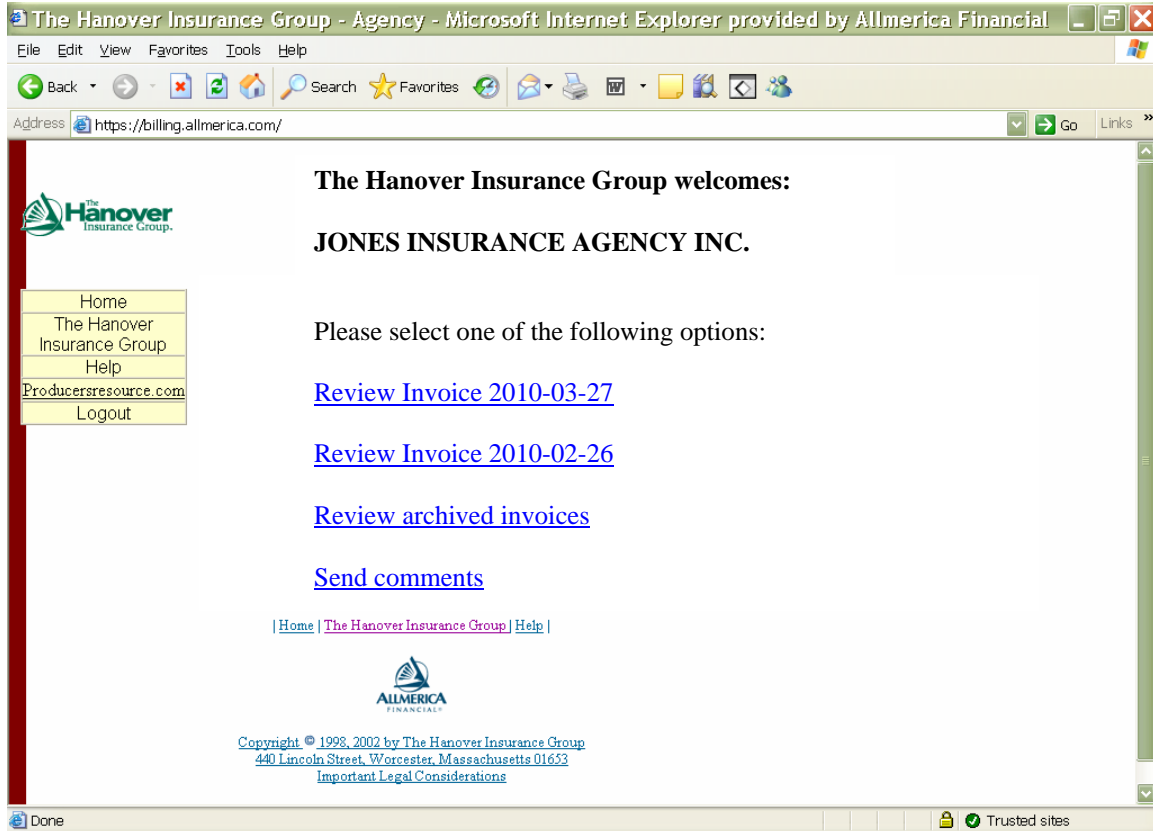 The Hanover Insurance Group - Agency - Microsoft Internet Explorer provided by Allmerica Financial
File Edit View Favorites Tools Help
Back Search Favorites
Address https://billing.allmerica.com/ Go Links »
The Hanover Insurance Group welcomes:
The
Hanover
Insurance Group.
JONES INSURANCE AGENCY INC.
Home
The Hanover
Insurance Group
Help
Producersresource.com
Logout
Please select one of the following options:
Review Invoice 2010-03-27
Review Invoice 2010-02-26
Review archived invoices
Send comments
| Home | The Hanover Insurance Group | Help |
ALLMERICA
FINANCIAL®
Copyright © 1998, 2002 by The Hanover Insurance Group
440 Lincoln Street, Worcester, Massachusetts 01653
Important Legal Considerations
Done Trusted sites